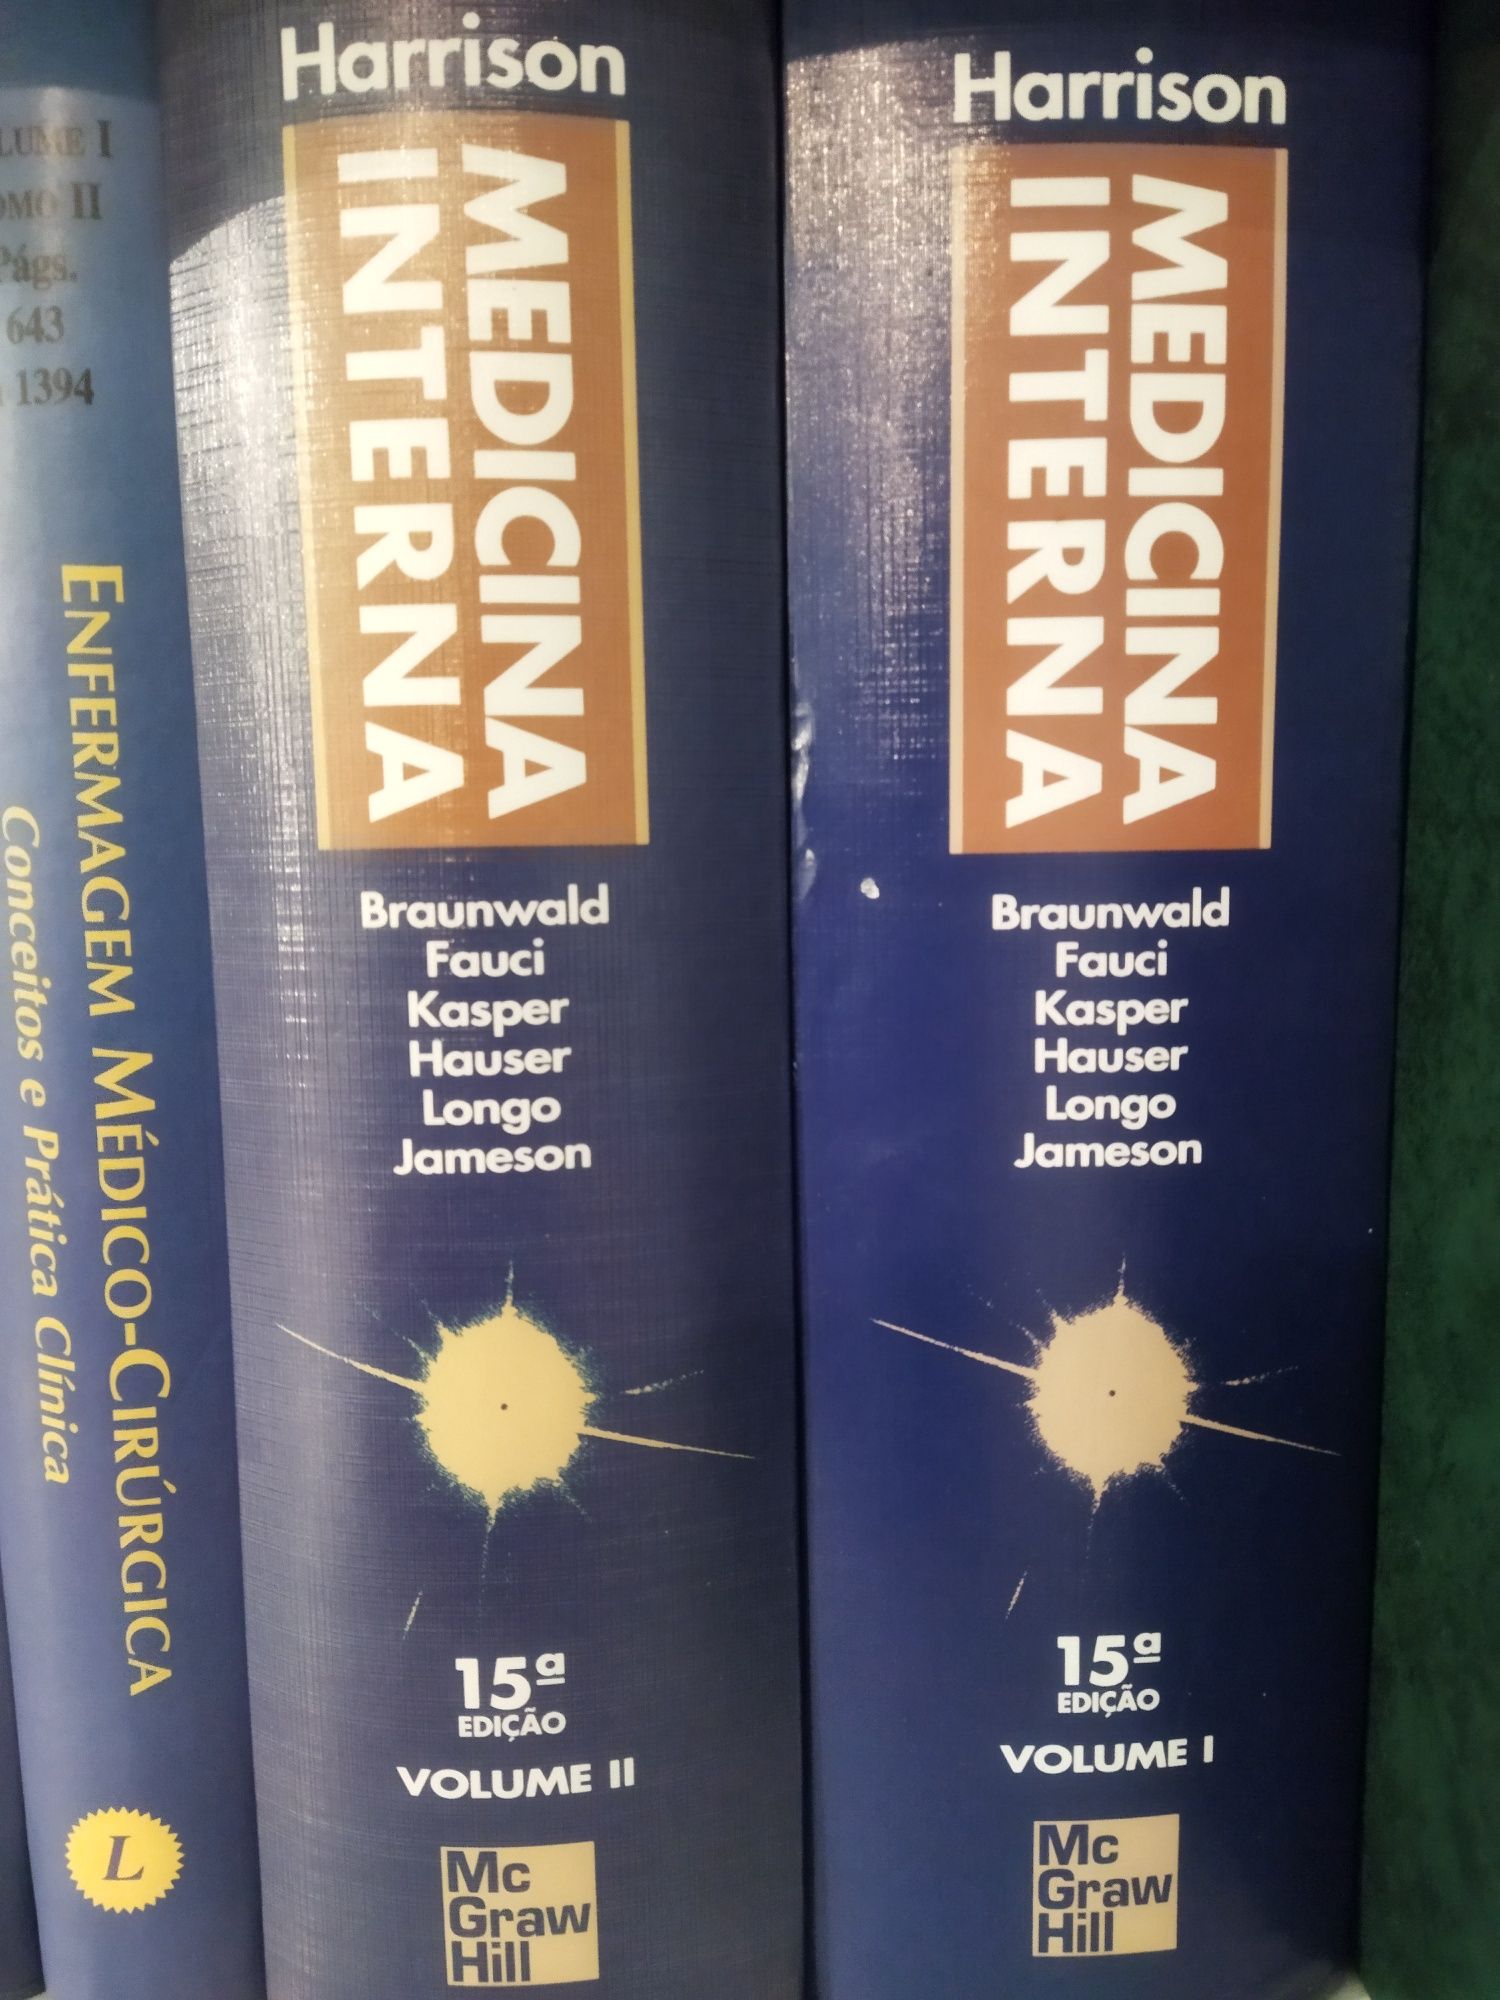 Págs.
643
1394
ENFERMAGEM MÉDICO-CIRÚRGICA
Conceitos e Prática Clínica
L
Harrison
MEDICINA
INTERNA
Braunwald
Fauci
Kasper
Hauser
Longo
Jameson
15ª
EDIÇÃO
VOLUME II
Mc
Graw
Hill
Harrison
MEDICINA
INTERNA
Braunwald
Fauci
Kasper
Hauser
Longo
Jameson
15ª
EDIÇÃO
VOLUME I
Mc
Graw
Hill